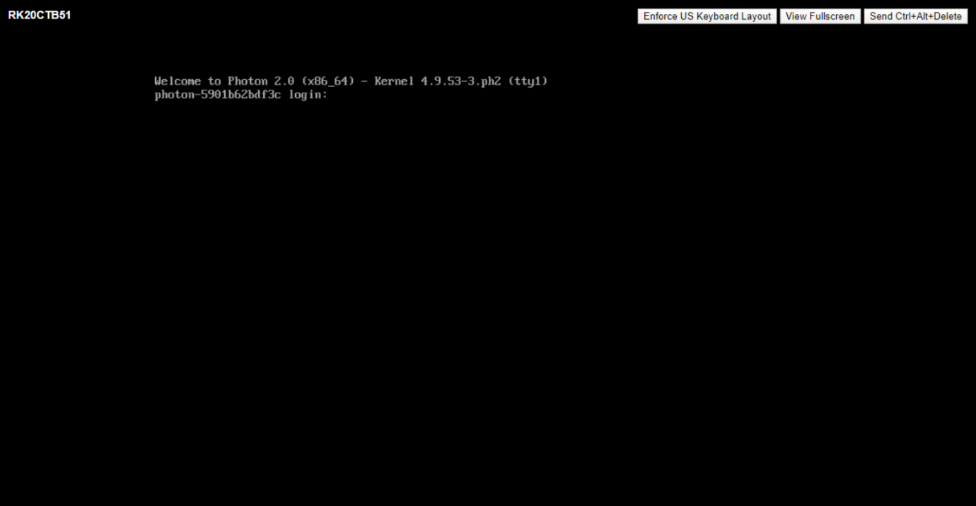 RK20CTB51
Enforce US Keyboard Layout View Fullscreen Send Ctrl+Alt+Delete
Welcome to Photon 2.0 (x86_64) - Kernel 4.9.53-3.ph2 (tty1)
photon-5901b62bdf3c login: